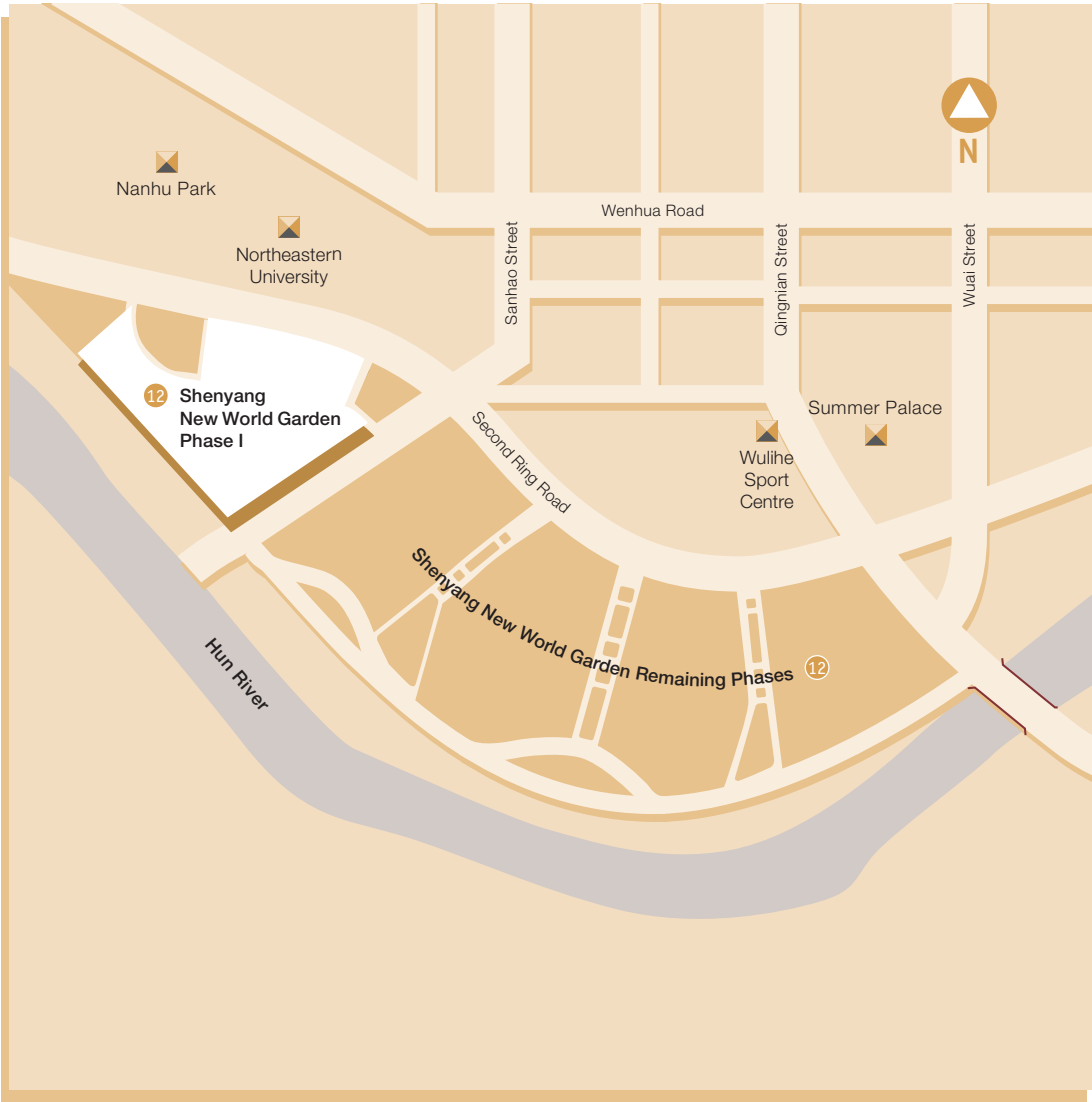 N
Nanhu Park
Wenhua Road
Northeastern
University
Sanhao Street
Qingnian Street
Wuai Street
12 Shenyang
New World Garden
Phase I
Summer Palace
Second Ring Road
Wulihe
Sport
Centre
Shenyang New World Garden Remaining Phases 12
Hun River